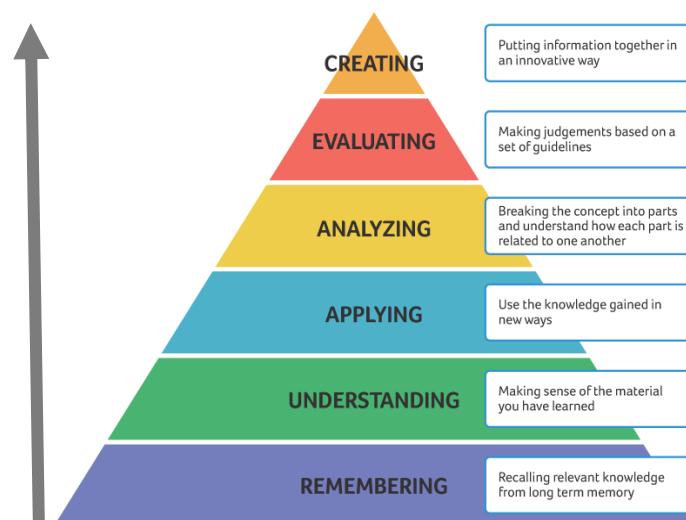 CREATING
Putting information together in
an innovative way
EVALUATING
Making judgements based on a
set of guidelines
ANALYZING
Breaking the concept into parts
and understand how each part is
related to one another
APPLYING
Use the knowledge gained in
new ways
UNDERSTANDING
Making sense of the material
you have learned
REMEMBERING
Recalling relevant knowledge
from long term memory